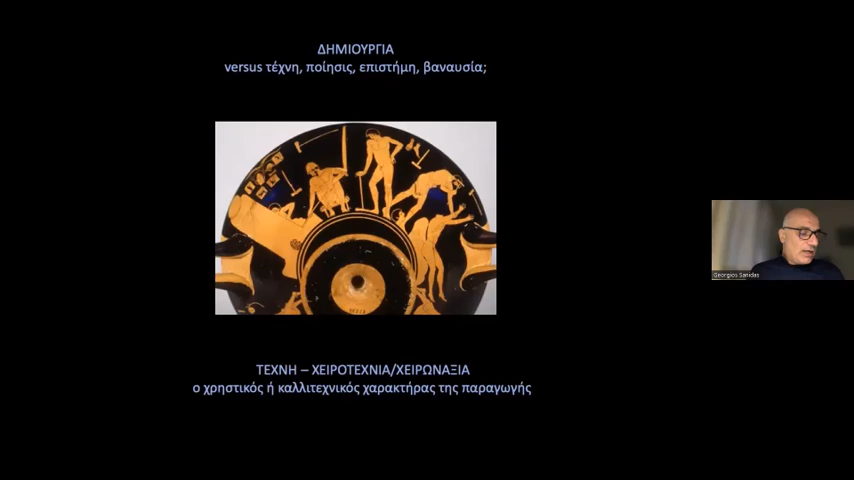 ΔΗΜΙΟΥΡΓΙΑ
versus τέχνη, ποίησις, επιστήμη, βαναυσία;
Georgios Sanidas
ΤΕΧΝΗ – ΧΕΙΡΟΤΕΧΝΙΑ/ΧΕΙΡΩΝΑΞΙΑ
ο χρηστικός ή καλλιτεχνικός χαρακτήρας της παραγωγής